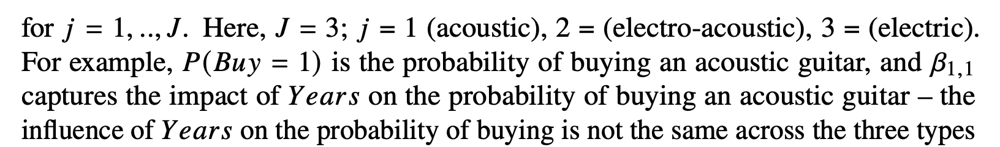 for j = 1, .., J. Here, J = 3; j = 1 (acoustic), 2 = (electro-acoustic), 3 = (electric).
For example, P(Buy = 1) is the probability of buying an acoustic guitar, and β1,1
captures the impact of Years on the probability of buying an acoustic guitar – the
influence of Years on the probability of buying is not the same across the three types